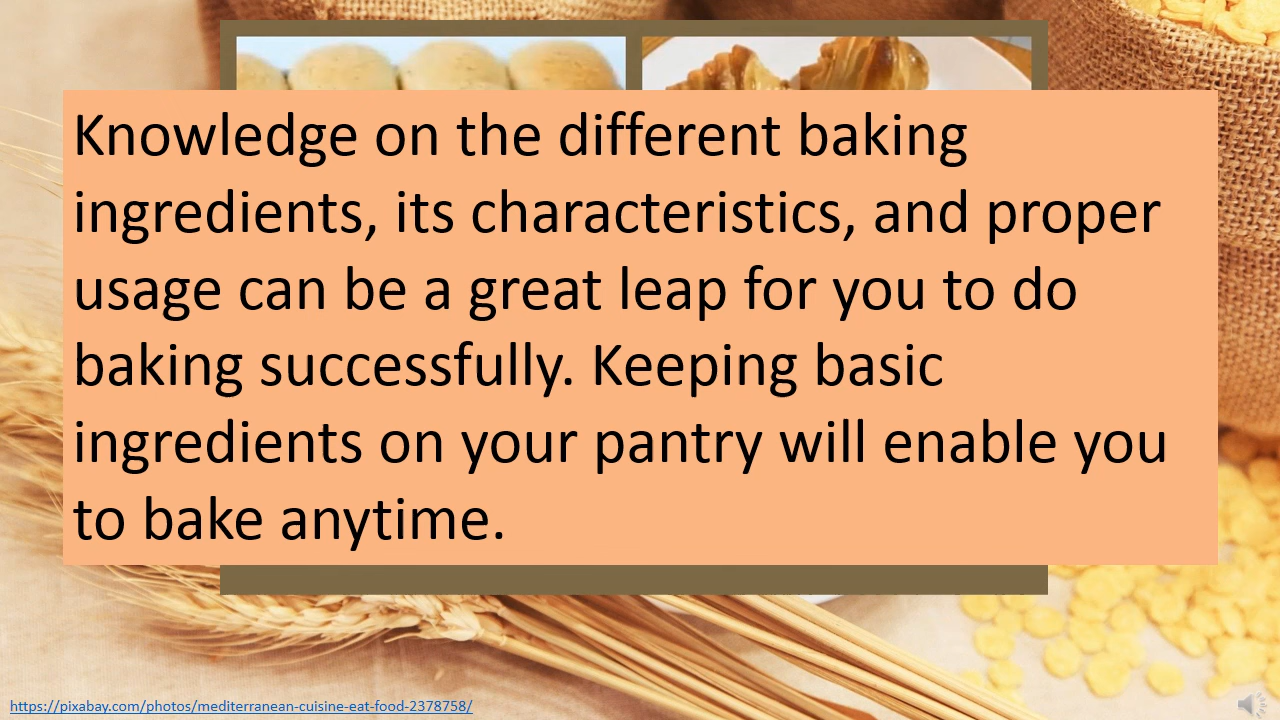 Knowledge on the different baking
ingredients, its characteristics, and proper
usage can be a great leap for you to do
baking successfully. Keeping basic
ingredients on your pantry will enable you
to bake anytime.
https://pixabay.com/photos/mediterranean-cuisine-eat-food-2378758/